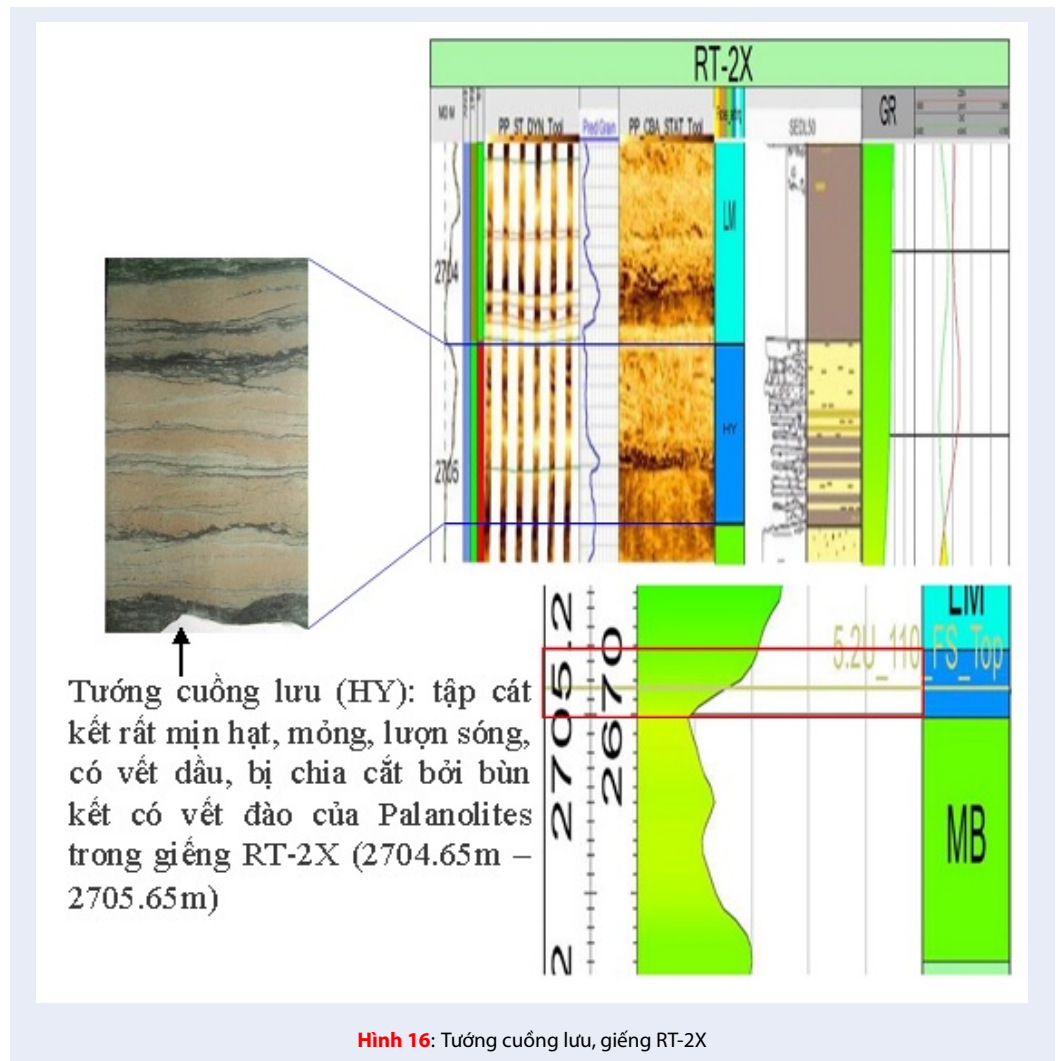 RT-2X
MD M
PP_ST_DYN_Tool
Pred Grain
PP_CBA_STAT_Tool
SEDL50
GR
LM
2704
HY
2705
Tướng cuồng lưu (HY): tập cát
kết rất mịn hạt, mỏng, lượn sóng,
có vết dầu, bị chia cắt bởi bùn
kết có vết đào của Palanolites
trong giếng RT-2X (2704.65m –
2705.65m)
LM
5.2U_110_FS_Top
2705.2
2670
MB
2
Hình 16: Tướng cuồng lưu, giếng RT-2X